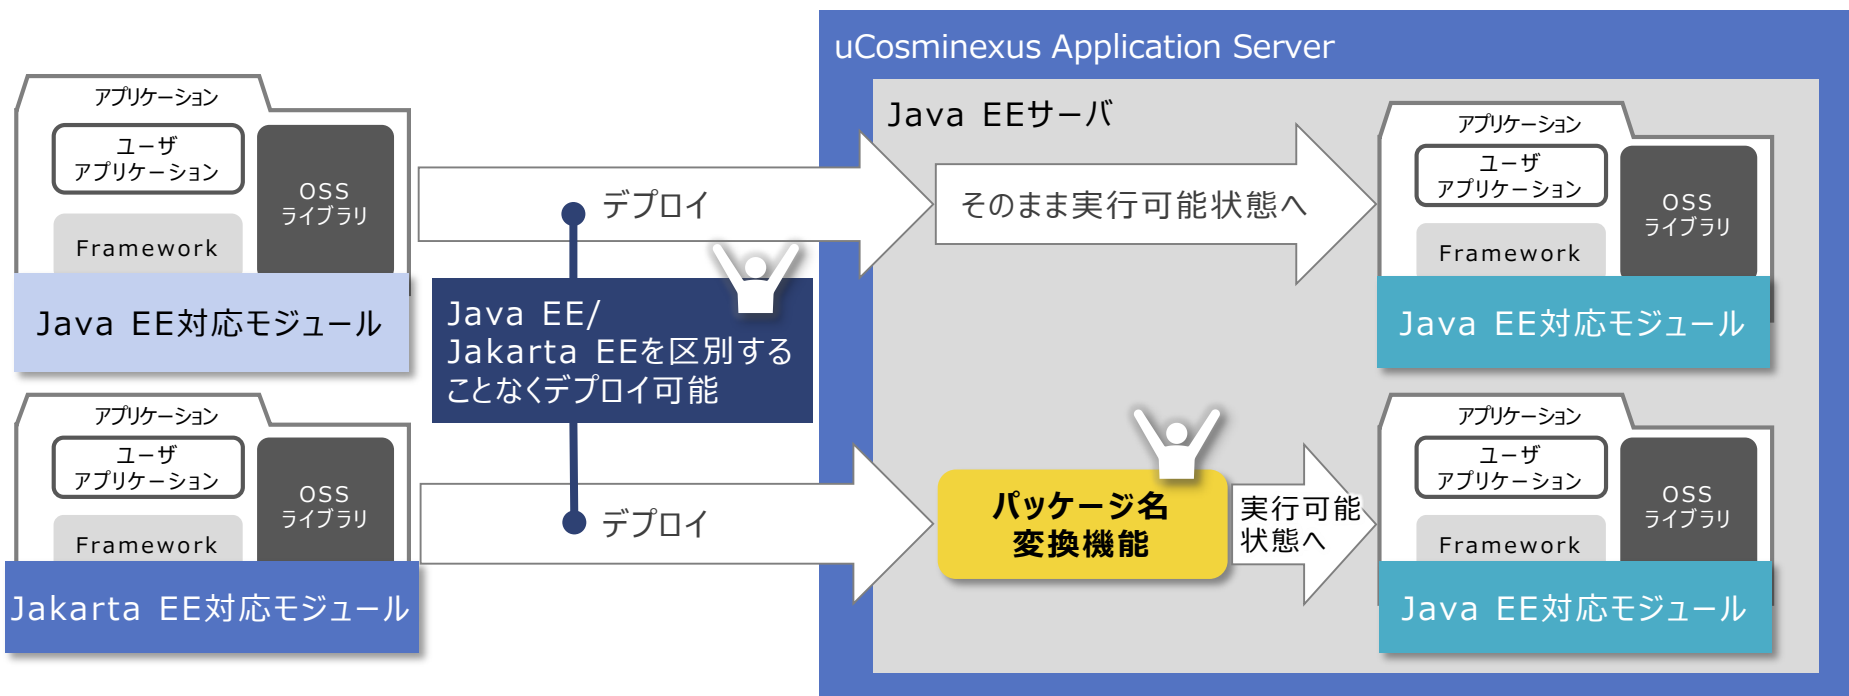 uCosminexus Application Server
Java EEサーバ
アプリケーション
ユーザ
アプリケーション
OSS
ライブラリ
Framework
Java EE対応モジュール
デプロイ
そのまま実行可能状態へ
アプリケーション
ユーザ
アプリケーション
OSS
ライブラリ
Framework
Java EE対応モジュール
Java EE/
Jakarta EEを区別する
ことなくデプロイ可能
アプリケーション
ユーザ
アプリケーション
OSS
ライブラリ
Framework
Jakarta EE対応モジュール
デプロイ
パッケージ名
変換機能
実行可能
状態へ
アプリケーション
ユーザ
アプリケーション
OSS
ライブラリ
Framework
Java EE対応モジュール